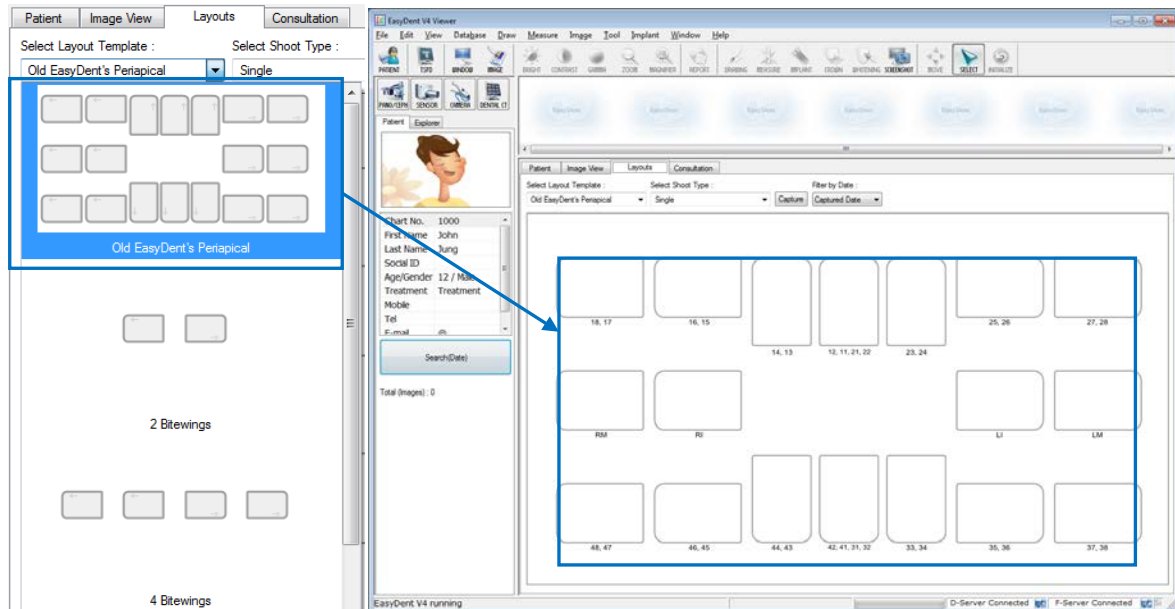 Patient Image View Layouts Consultation
Select Layout Template : Select Shoot Type :
Old EasyDent's Periapical Single
Old EasyDent's Periapical
2 Bitewings
4 Bitewings
EasyDent V4 Viewer
File Edit View Database Draw Measure Image Tool Implant Window Help
PATIENT TSPD WINDOW IMAGE BRIGHT CONTRAST GAMMA ZOOM MAGNIFIER REPORT DRAWING MEASURE IMPLANT CROWN WHITENING SCREENSHOT MOVE SELECT INITIALIZE
PANO/CEPH SENSOR CAMERA DENTAL CT
Patient Explorer
Chart No. 1000
First Name John
Last Name Jung
Social ID
Age/Gender 12 / Male
Treatment Treatment
Mobile
Tel
E-mail @
Search(Date)
Total (Images) : 0
Patient Image View Layouts Consultation
Select Layout Template : Select Shoot Type : Filter by Date :
Old EasyDent's Periapical Single Capture Captured Date
18, 17 16, 15 25, 26 27, 28
14, 13 12, 11, 21, 22 23, 24
RM RI LI LM
48, 47 46, 45 44, 43 42, 41, 31, 32 33, 34 35, 36 37, 38
EasyDent V4 running D-Server Connected F-Server Connected